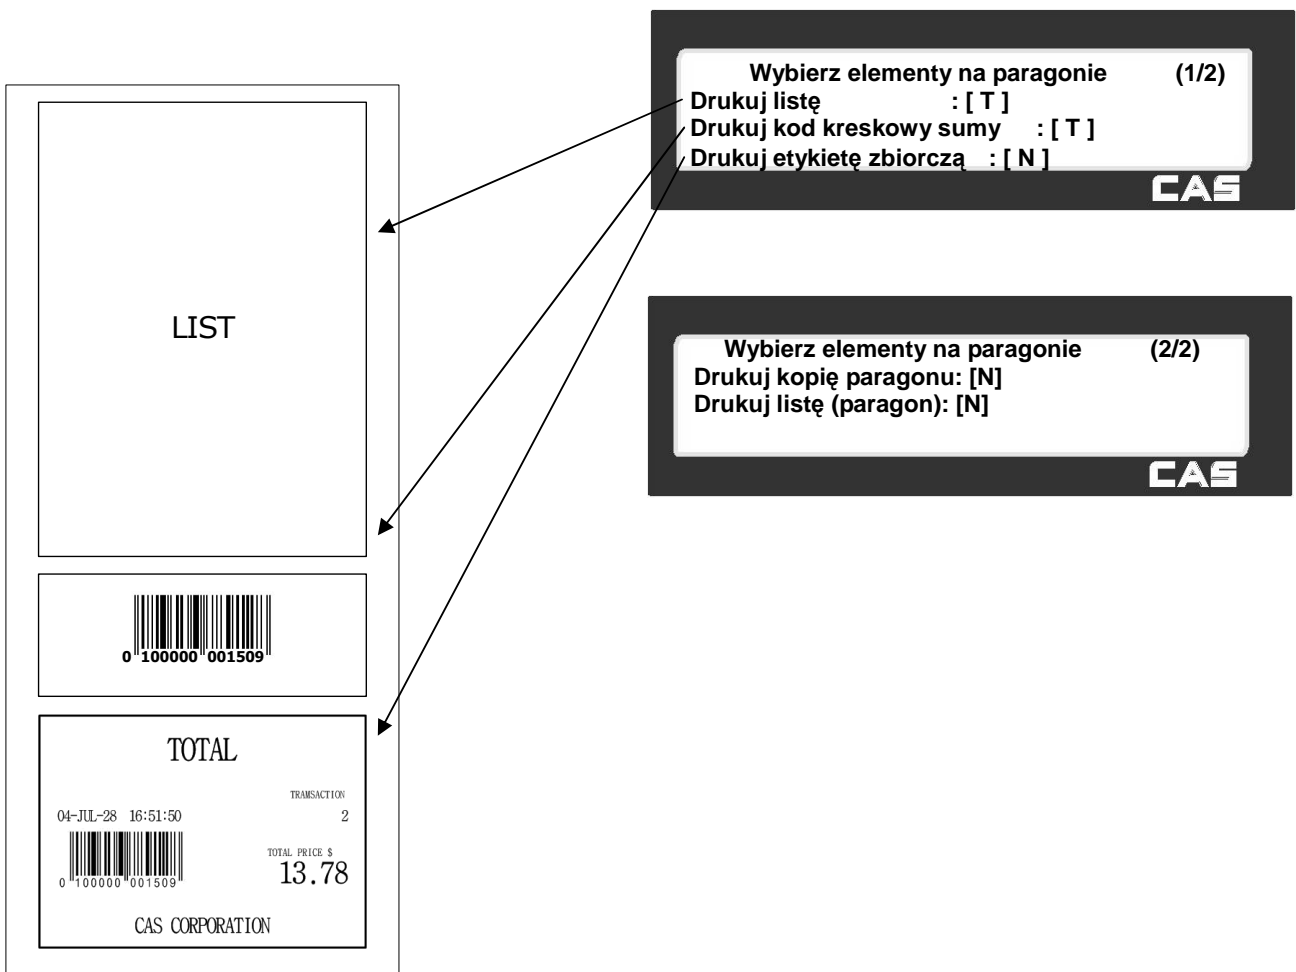 Wybierz elementy na paragonie (1/2)
Drukuj listę : [ T ]
Drukuj kod kreskowy sumy : [ T ]
Drukuj etykietę zbiorczą : [ N ]
CAS
Wybierz elementy na paragonie (2/2)
Drukuj kopię paragonu: [N]
Drukuj listę (paragon): [N]
CAS
LIST
0 100000 001509
TOTAL
TRANSACTION
04-JUL-28 16:51:50 2
TOTAL PRICE $
13.78
0 100000 001509
CAS CORPORATION